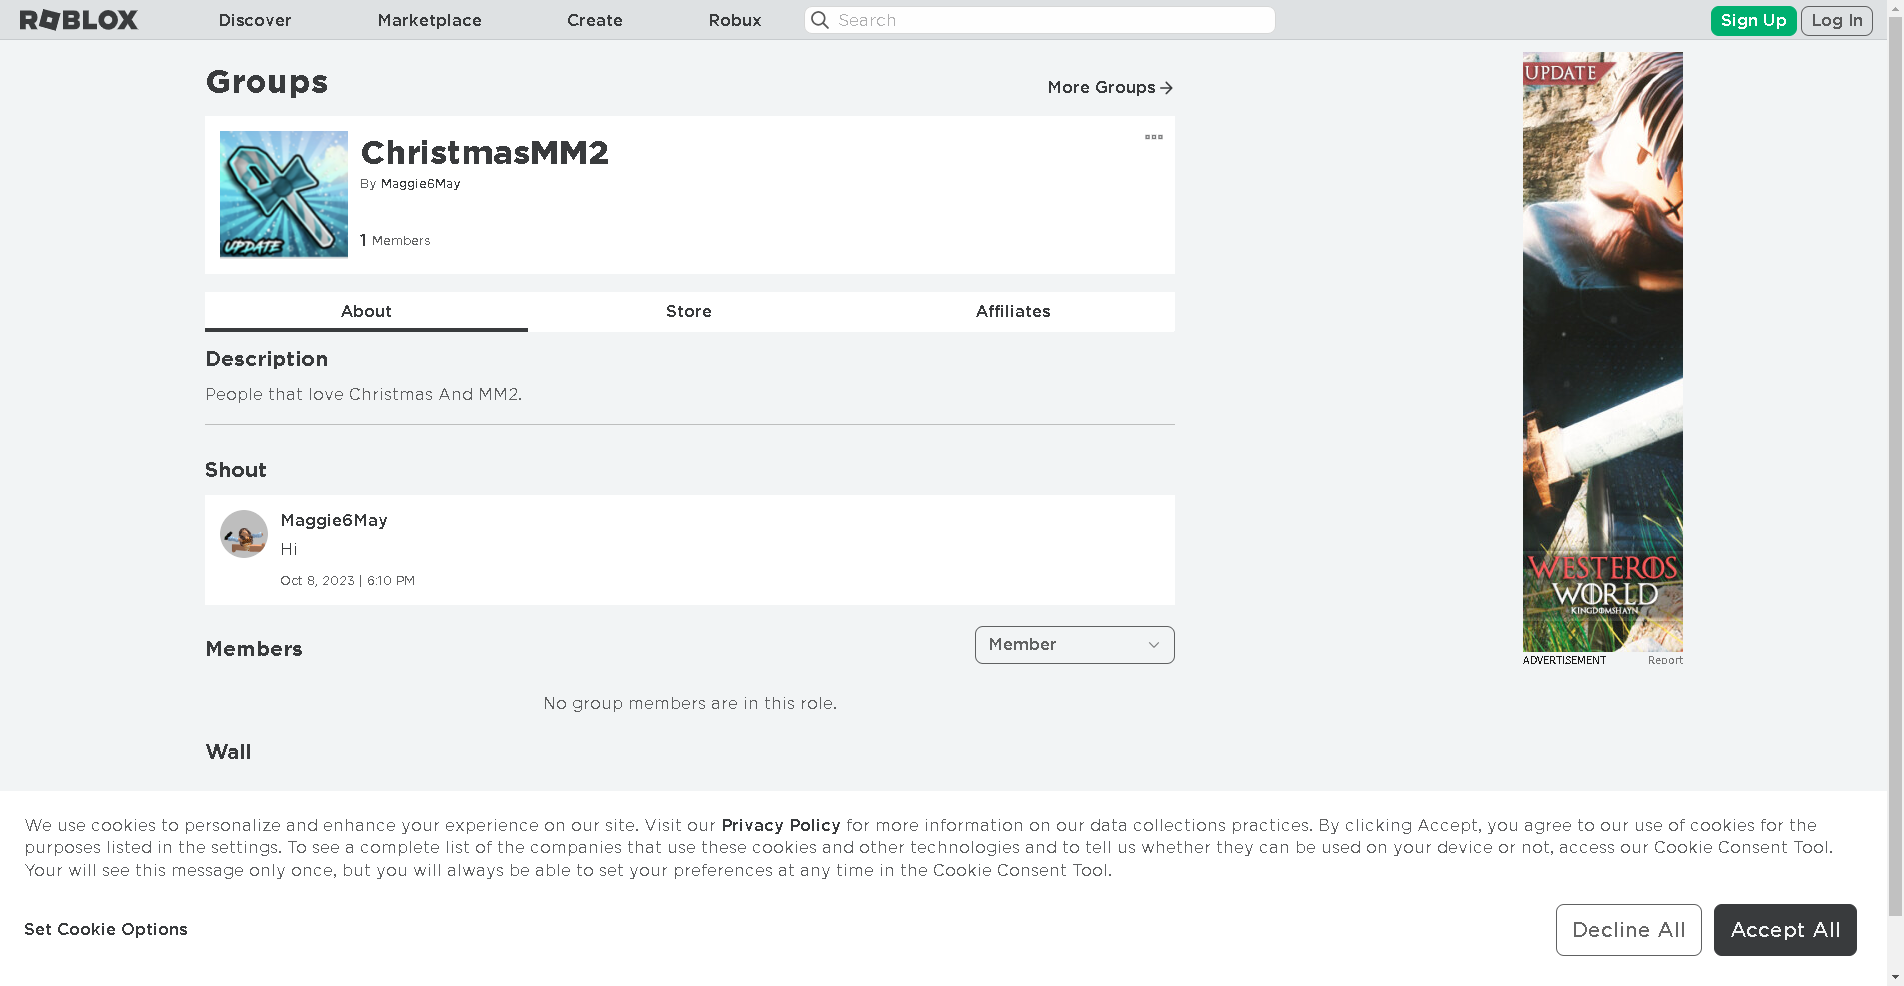 ROBLOX
Discover
Marketplace
Create
Robux
Search
Sign Up
Log In
Groups
More Groups
ChristmasMM2
By Maggie6May
1 Members
UPDATE
About
Store
Affiliates
Description
People that love Christmas And MM2.
Shout
Maggie6May
Hi
Oct 8, 2023 | 6:10 PM
Members
Member
No group members are in this role.
Wall
UPDATE
WESTEROS
WORLD
KINGDOMSHAYN
ADVERTISEMENT
Report
We use cookies to personalize and enhance your experience on our site. Visit our Privacy Policy for more information on our data collections practices. By clicking Accept, you agree to our use of cookies for the
purposes listed in the settings. To see a complete list of the companies that use these cookies and other technologies and to tell us whether they can be used on your device or not, access our Cookie Consent Tool.
Your will see this message only once, but you will always be able to set your preferences at any time in the Cookie Consent Tool.
Set Cookie Options
Decline All
Accept All